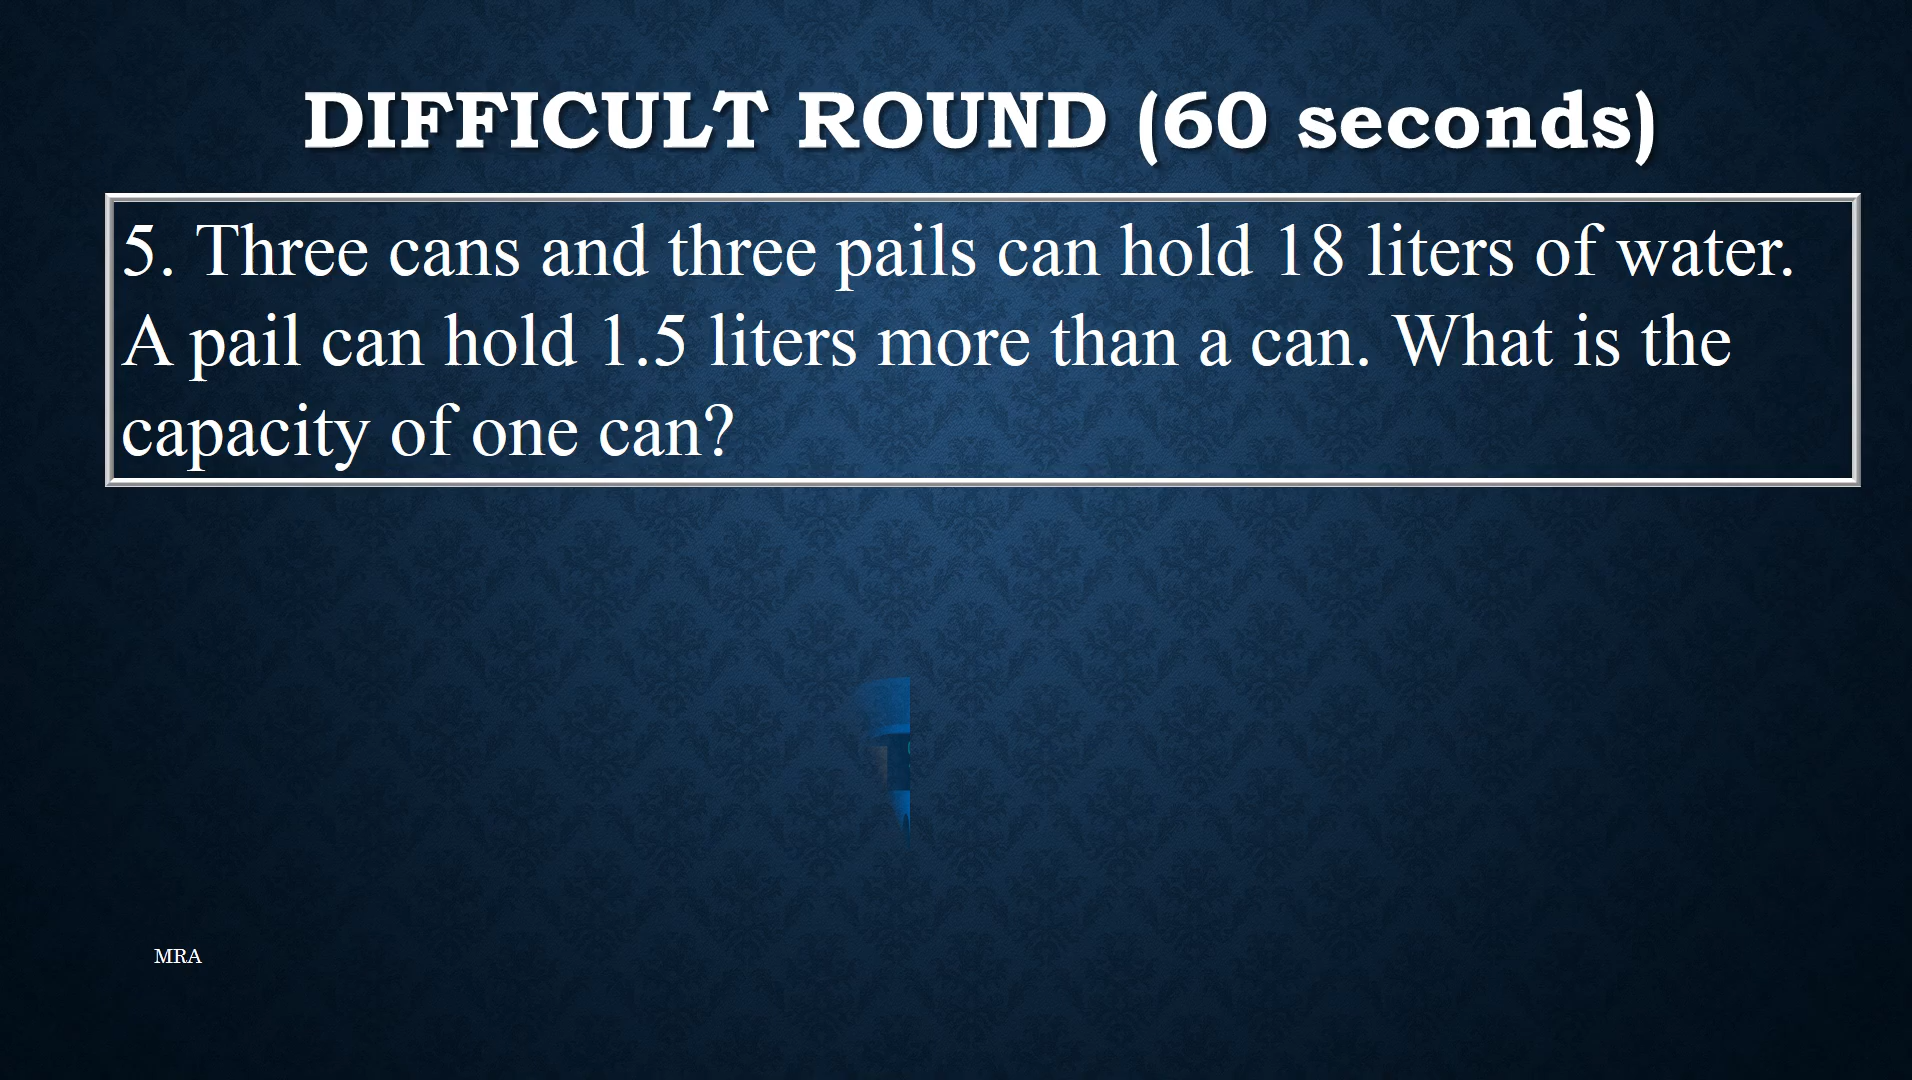 DIFFICULT ROUND (60 seconds)
5. Three cans and three pails can hold 18 liters of water.
A pail can hold 1.5 liters more than a can. What is the
capacity of one can?
MRA